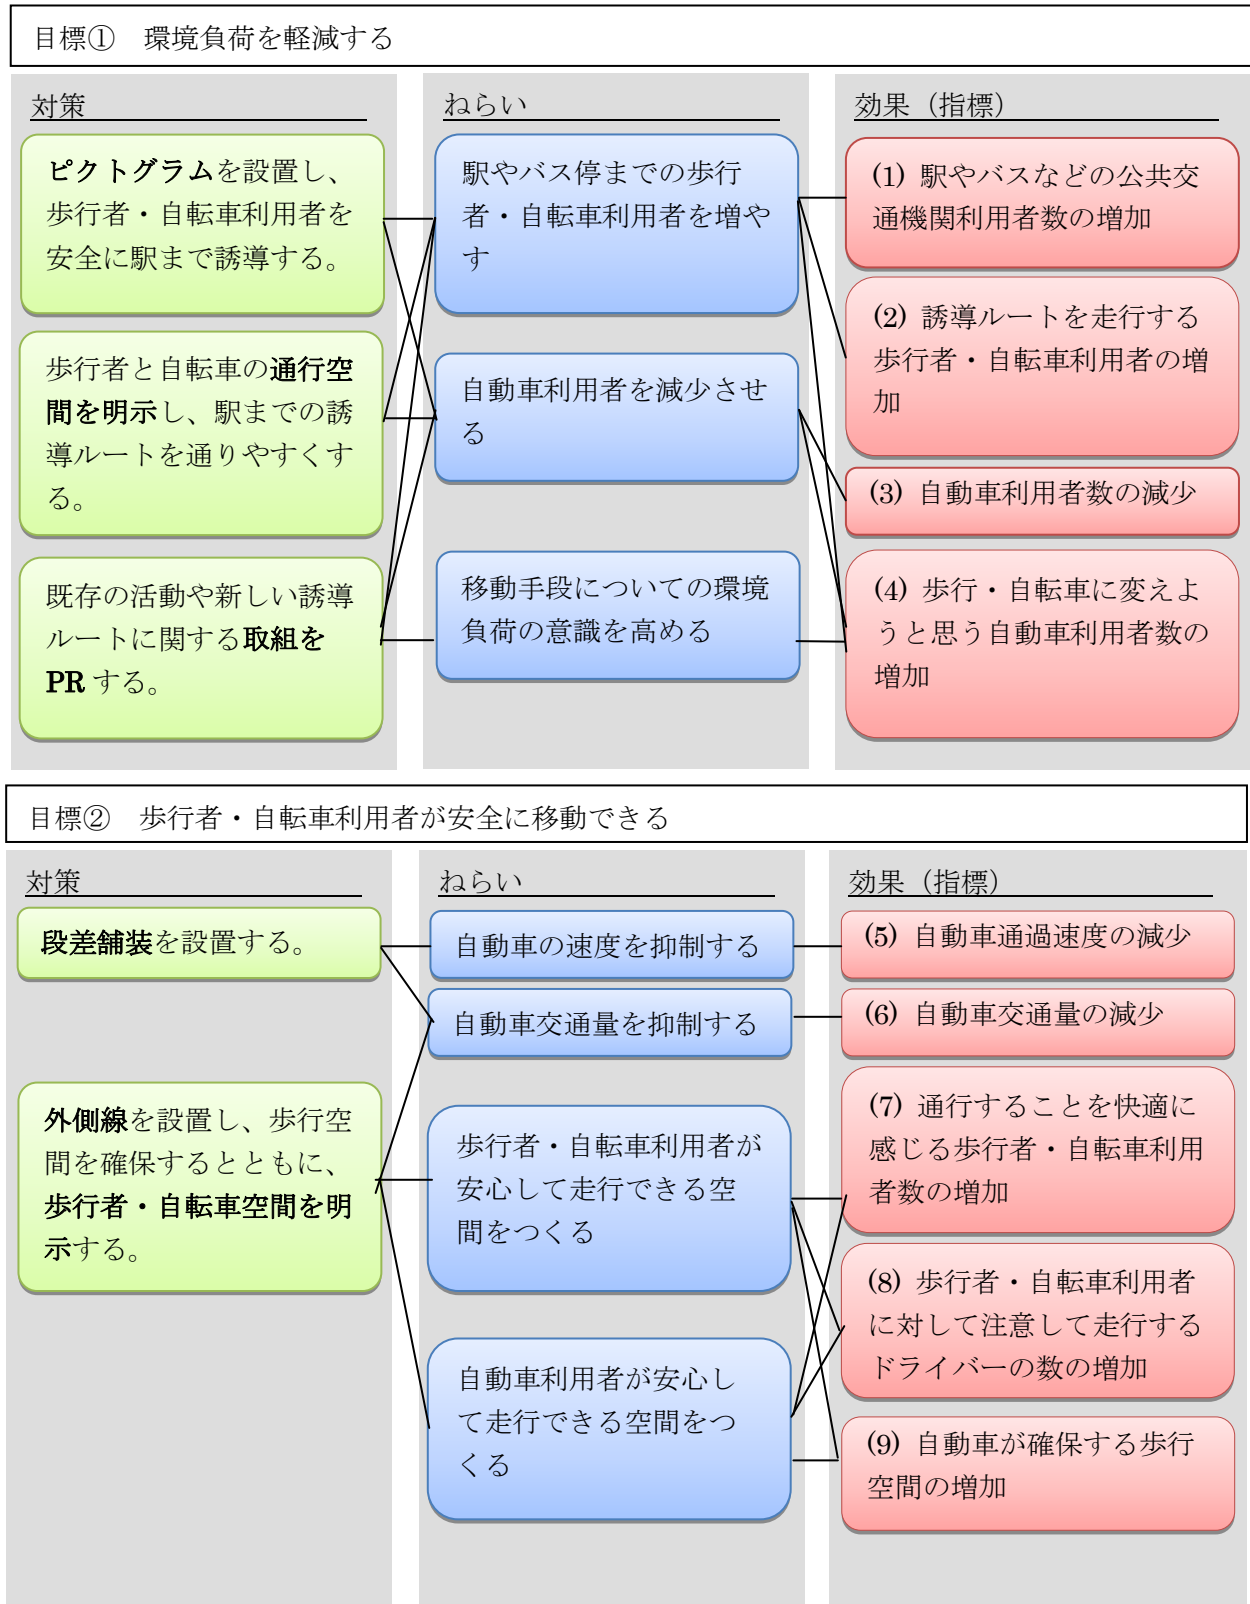 目標①　環境負荷を軽減する
対策
ピクトグラムを設置し、
歩行者・自転車利用者を
安全に駅まで誘導する。
歩行者と自転車の通行空
間を明示し、駅までの誘
導ルートを通りやすくす
る。
既存の活動や新しい誘導
ルートに関する取組を
PR する。
ねらい
駅やバス停までの歩行
者・自転車利用者を増や
す
自動車利用者を減少させ
る
移動手段についての環境
負荷の意識を高める
効果（指標）
(1) 駅やバスなどの公共交
通機関利用者数の増加
(2) 誘導ルートを走行する
歩行者・自転車利用者の増
加
(3) 自動車利用者数の減少
(4) 歩行・自転車に変えよ
うと思う自動車利用者数の
増加
目標②　歩行者・自転車利用者が安全に移動できる
対策
段差舗装を設置する。
外側線を設置し、歩行空
間を確保するとともに、
歩行者・自転車空間を明
示する。
ねらい
自動車の速度を抑制する
自動車交通量を抑制する
歩行者・自転車利用者が
安心して走行できる空
間をつくる
自動車利用者が安心し
て走行できる空間をつ
くる
効果（指標）
(5) 自動車通過速度の減少
(6) 自動車交通量の減少
(7) 通行することを快適に
感じる歩行者・自転車利用
者数の増加
(8) 歩行者・自転車利用者
に対して注意して走行する
ドライバーの数の増加
(9) 自動車が確保する歩行
空間の増加